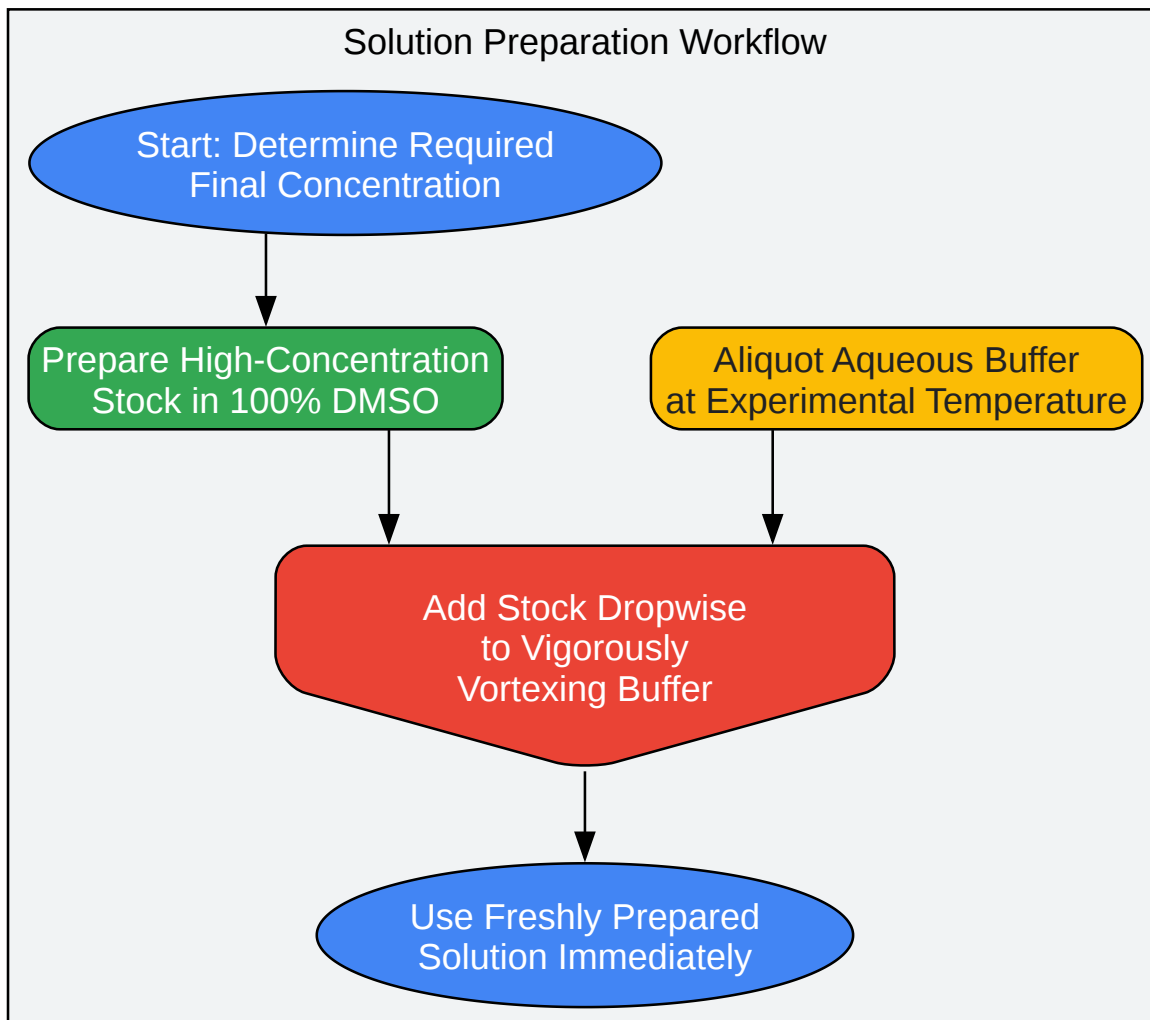 Solution Preparation Workflow
Start: Determine Required
Final Concentration
Prepare High-Concentration
Stock in 100% DMSO
Aliquot Aqueous Buffer
at Experimental Temperature
Add Stock Dropwise
to Vigorously
Vortexing Buffer
Use Freshly Prepared
Solution Immediately